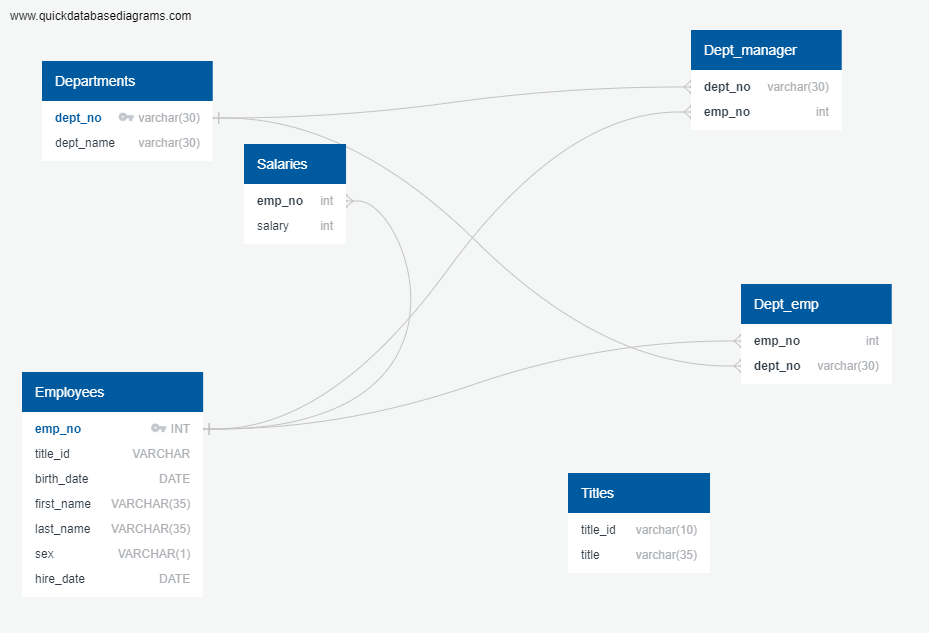 www.quickdatabasediagrams.com
Departments
dept_no varchar(30)
dept_name varchar(30)
Salaries
emp_no int
salary int
Dept_manager
dept_no varchar(30)
emp_no int
Dept_emp
emp_no int
dept_no varchar(30)
Employees
emp_no INT
title_id VARCHAR
birth_date DATE
first_name VARCHAR(35)
last_name VARCHAR(35)
sex VARCHAR(1)
hire_date DATE
Titles
title_id varchar(10)
title varchar(35)